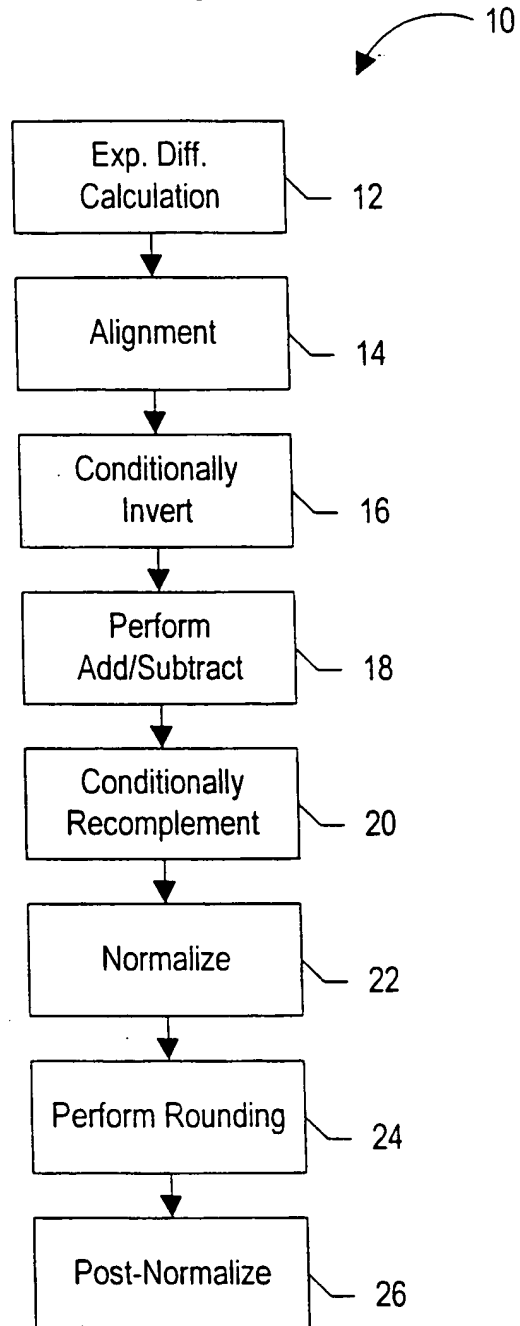 10
Exp. Diff.
Calculation
12
Alignment
14
Conditionally
Invert
16
Perform
Add/Subtract
18
Conditionally
Recomplement
20
Normalize
22
Perform Rounding
24
Post-Normalize
26